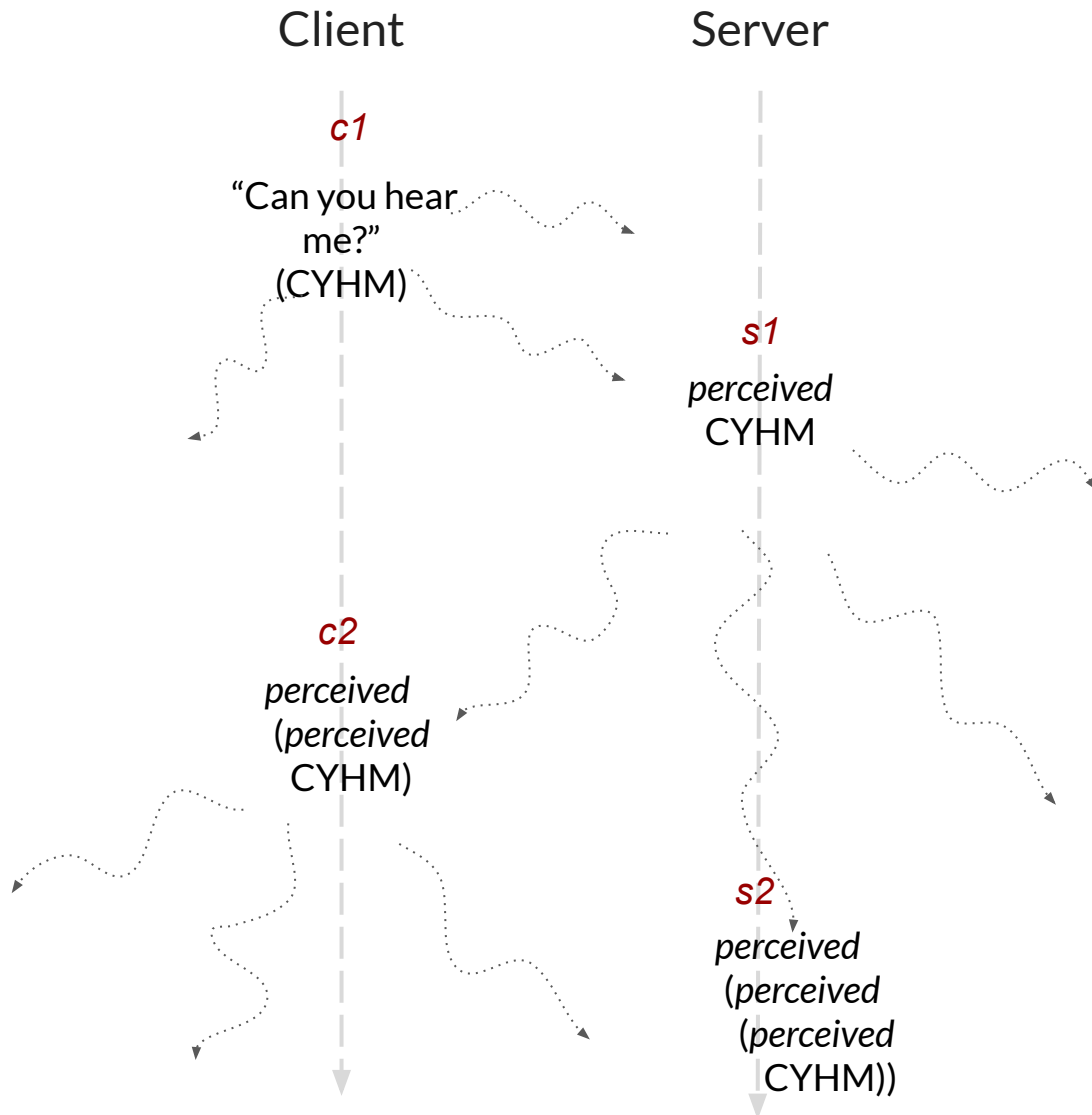 Client
Server
c1
“Can you hear
me?”
(CYHM)
s1
perceived
CYHM
c2
perceived
(perceived
CYHM)
s2
perceived
(perceived
(perceived
CYHM))